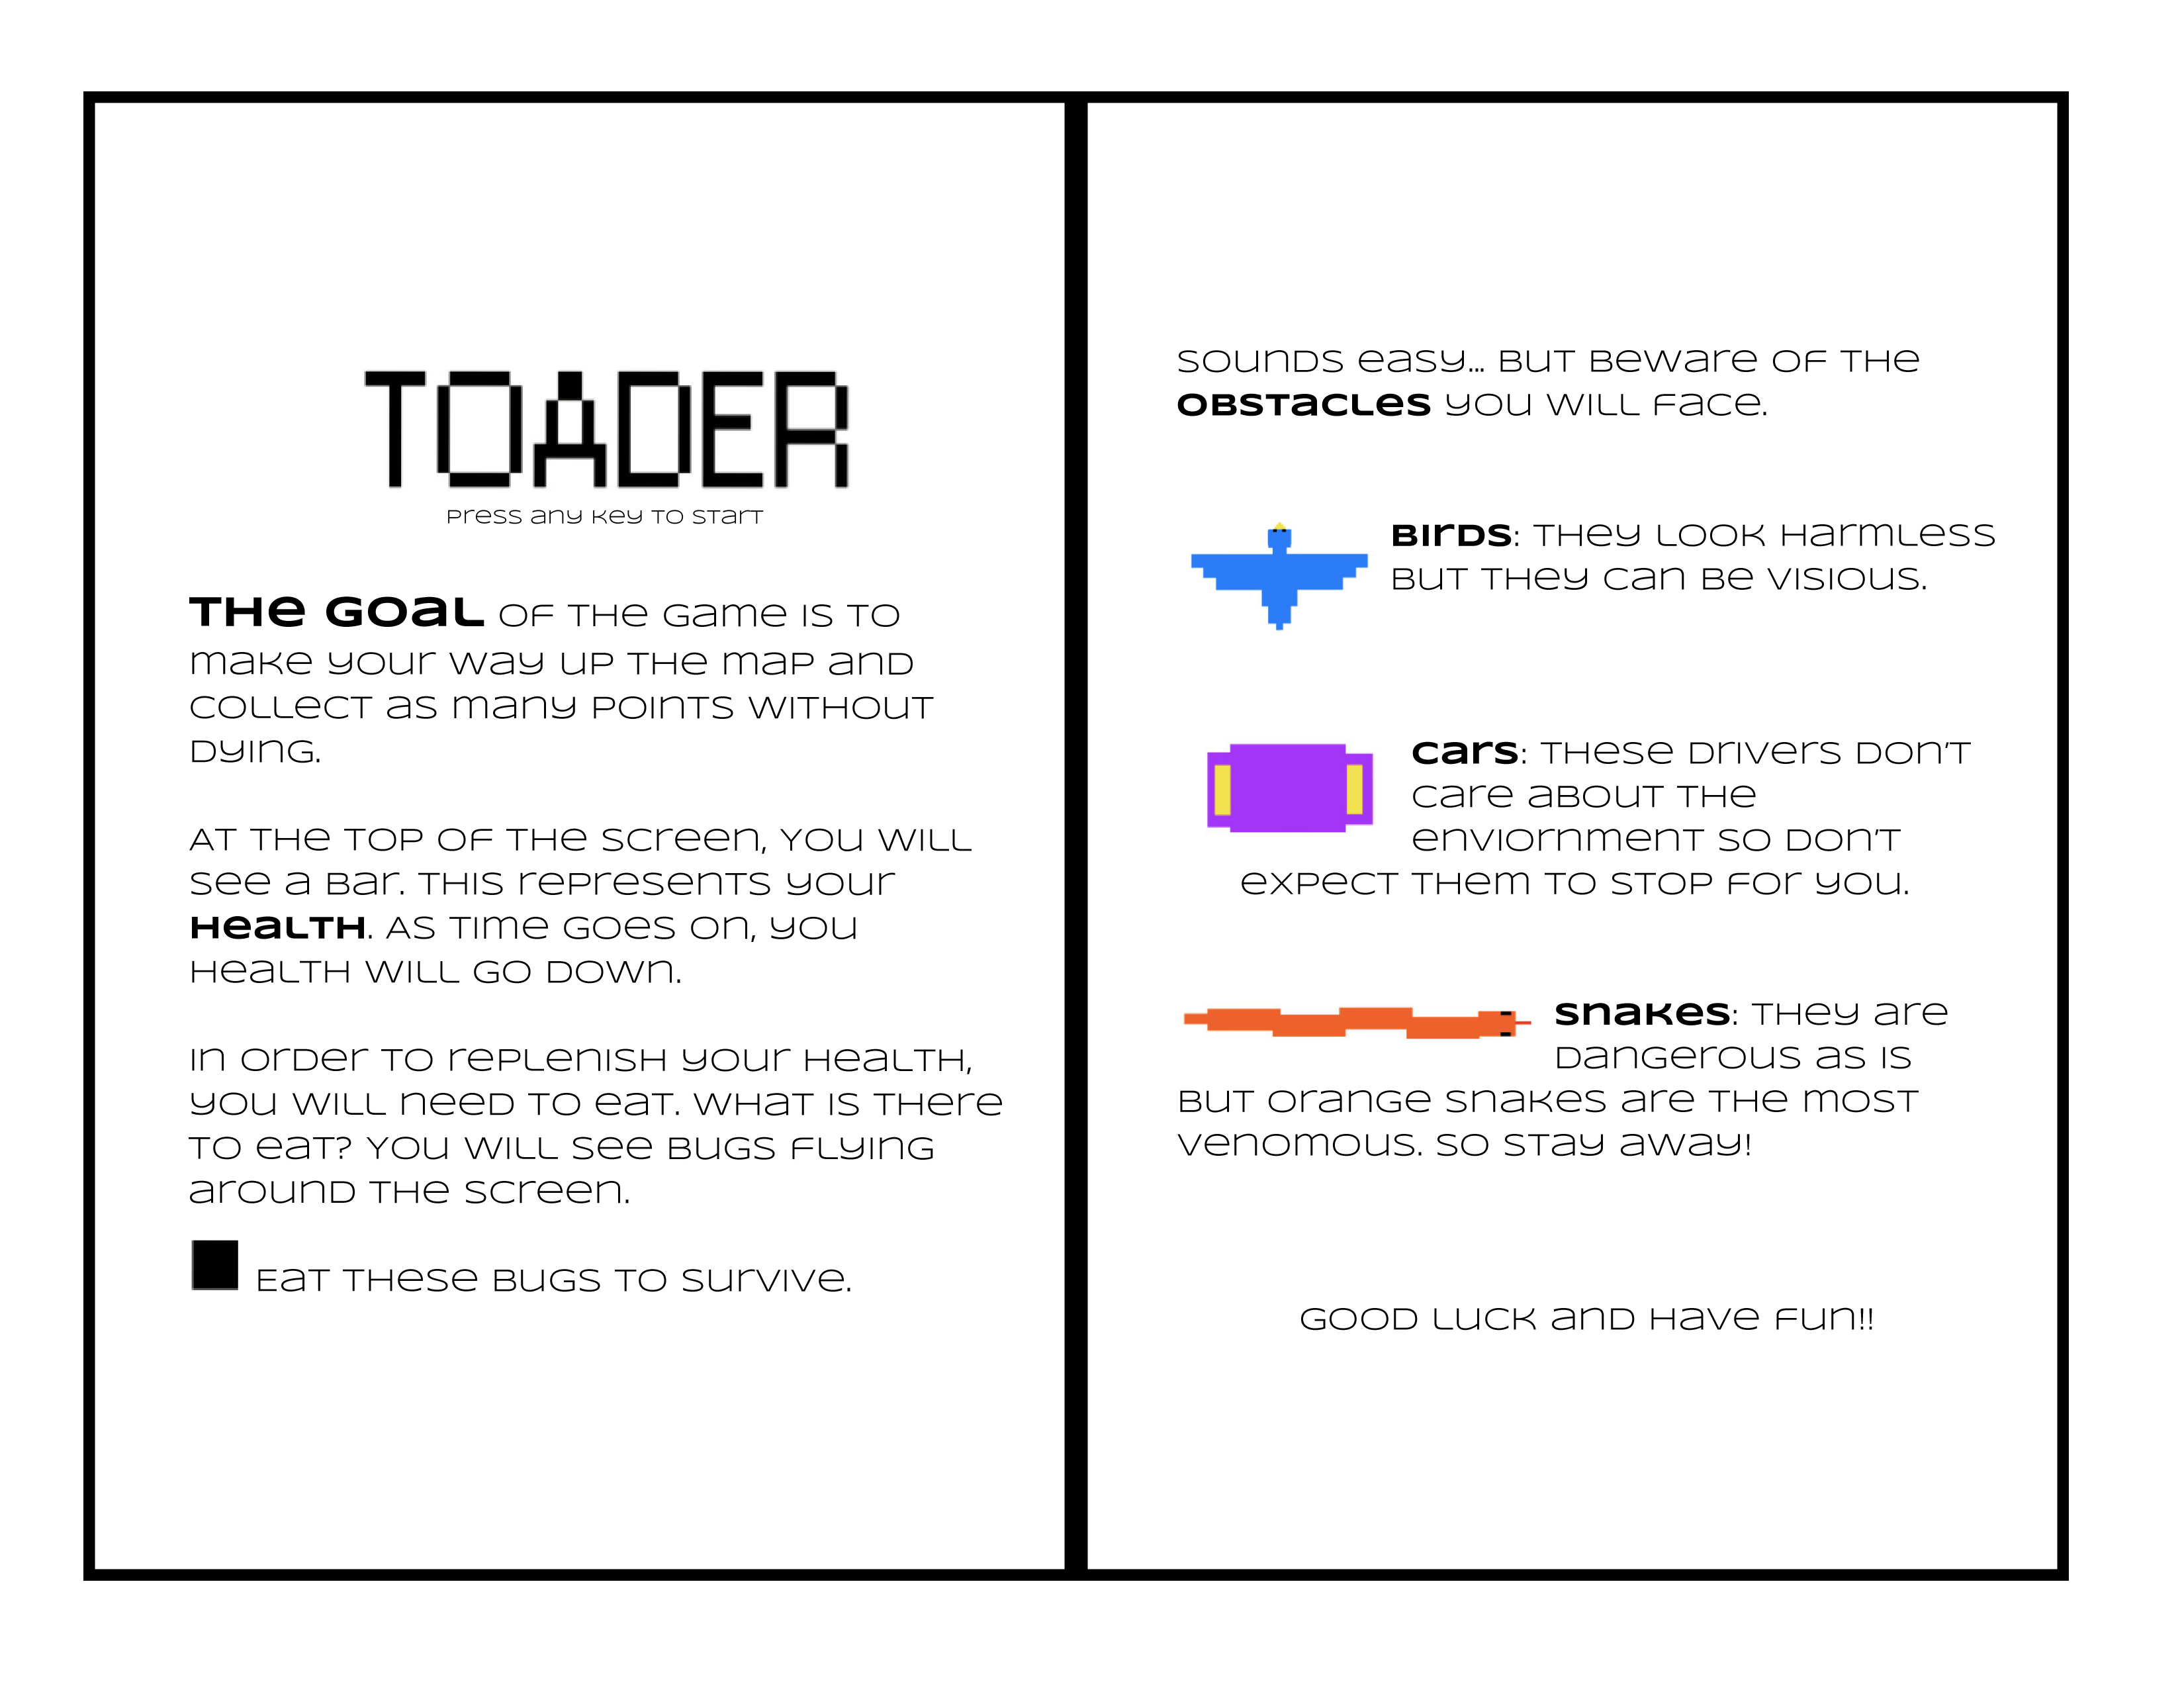 TOADER
Press any key to start
THE GOAL of the game is to
make your way up the map and
collect as many points without
dying.
At the top of the screen, you will
see a bar. This represents your
HEALTH. As time goes on, you
health will go down.
In order to replenish your health,
you will need to eat. What is there
to eat? You will see bugs flying
around the screen.
Eat these bugs to survive.
Sounds easy... but beware of the
OBSTACLES you will face.
Birds: They look harmless
but they can be visious.
Cars: These drivers don't
care about the
enviornment so don't
expect them to stop for you.
Snakes: They are
dangerous as is
but orange snakes are the most
venomous. So stay away!
Good luck and have fun!!